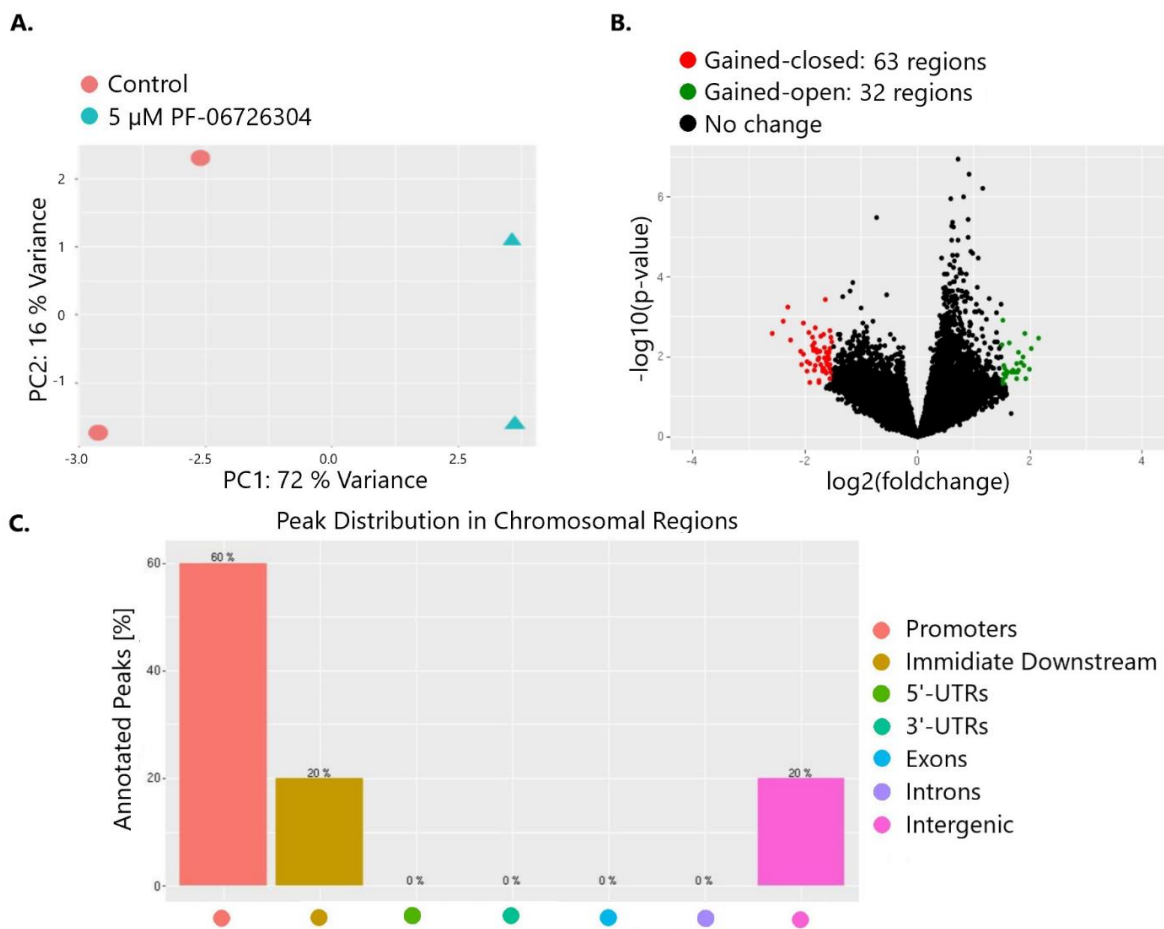 A.
Control
5 µM PF-06726304
PC2: 16 % Variance
2
1
0
-1
-3.0
-2.5
0.0
2.5
PC1: 72 % Variance
B.
Gained-closed: 63 regions
Gained-open: 32 regions
No change
-log10(p-value)
6
4
2
0
-4
-2
0
2
4
log2(foldchange)
C.
Peak Distribution in Chromosomal Regions
Annotated Peaks [%]
60
40
20
0
60 %
20 %
0 %
0 %
0 %
0 %
20 %
Promoters
Immidiate Downstream
5'-UTRs
3'-UTRs
Exons
Introns
Intergenic